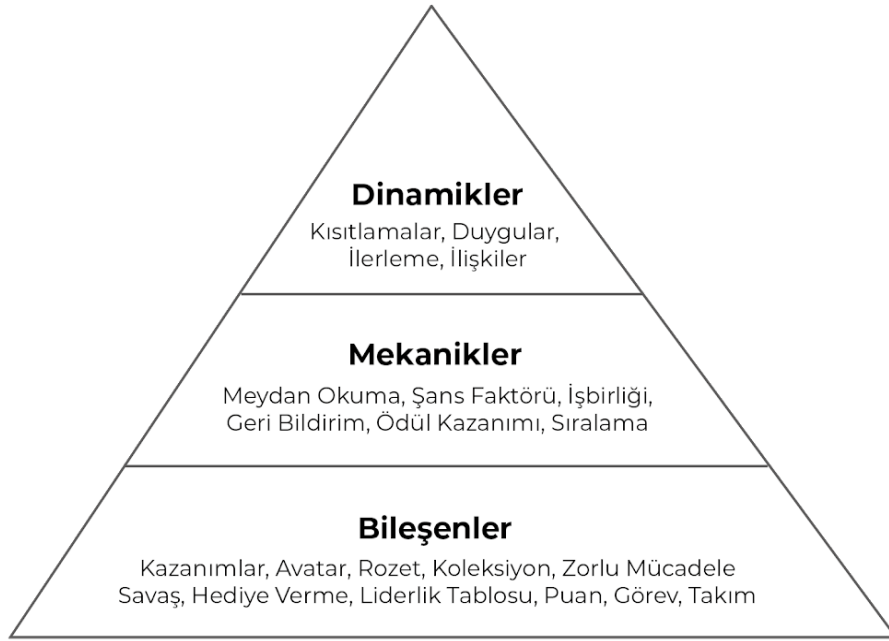 Dinamikler
Kısıtlamalar, Duygular,
İlerleme, İlişkiler
Mekanikler
Meydan Okuma, Şans Faktörü, İşbirliği,
Geri Bildirim, Ödül Kazanımı, Sıralama
Bileşenler
Kazanımlar, Avatar, Rozet, Koleksiyon, Zorlu Mücadele
Savaş, Hediye Verme, Liderlik Tablosu, Puan, Görev, Takım